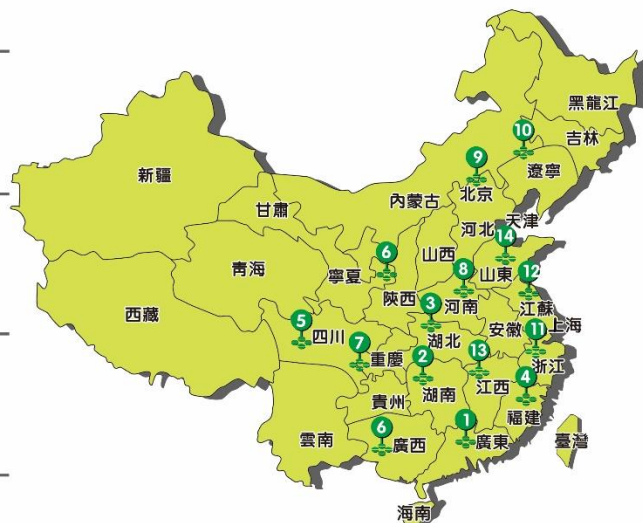 黑龍江
10
吉林
9
遼寧
新疆
北京
內蒙古
甘肅
天津
河北
14
6
山西
青海
寧夏
8
山東
12
陝西
3
河南
江蘇
西藏
5
四川
安徽
11
上海
7
湖北
重慶
2
13
浙江
4
湖南
江西
貴州
福建
1
雲南
6
廣西
廣東
臺灣
海南